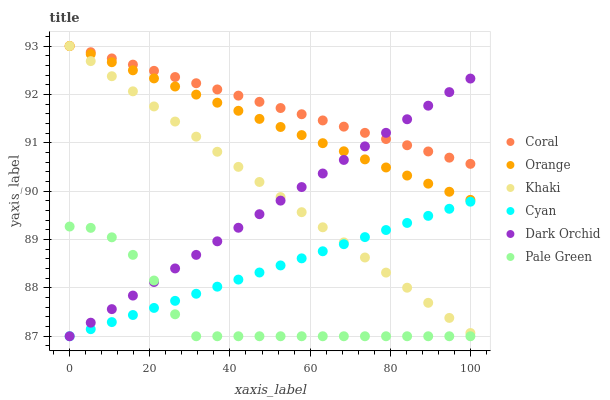 title
93
92
91
90
89
88
87
0
20
40
60
80
100
xaxis_label
yaxis_label
Coral
Orange
Khaki
Cyan
Dark Orchid
Pale Green